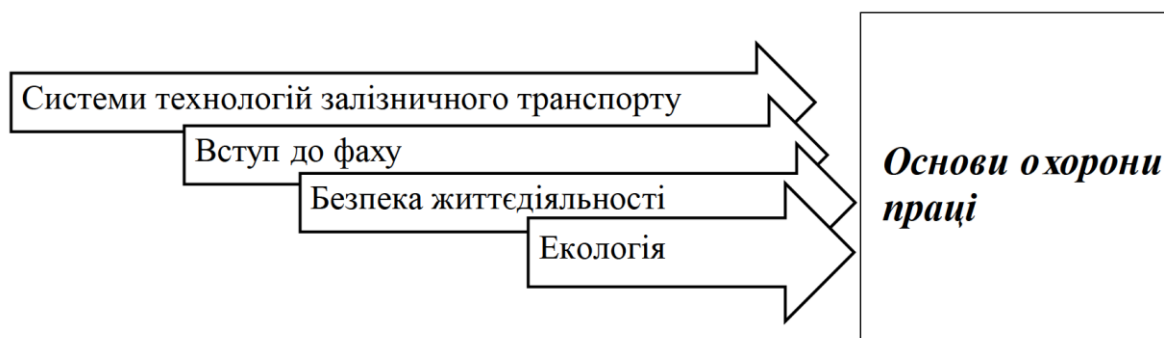 Системи технологій залізничного транспорту
Вступ до фаху
Безпека життєдіяльності
Екологія
Основи охорони
праці